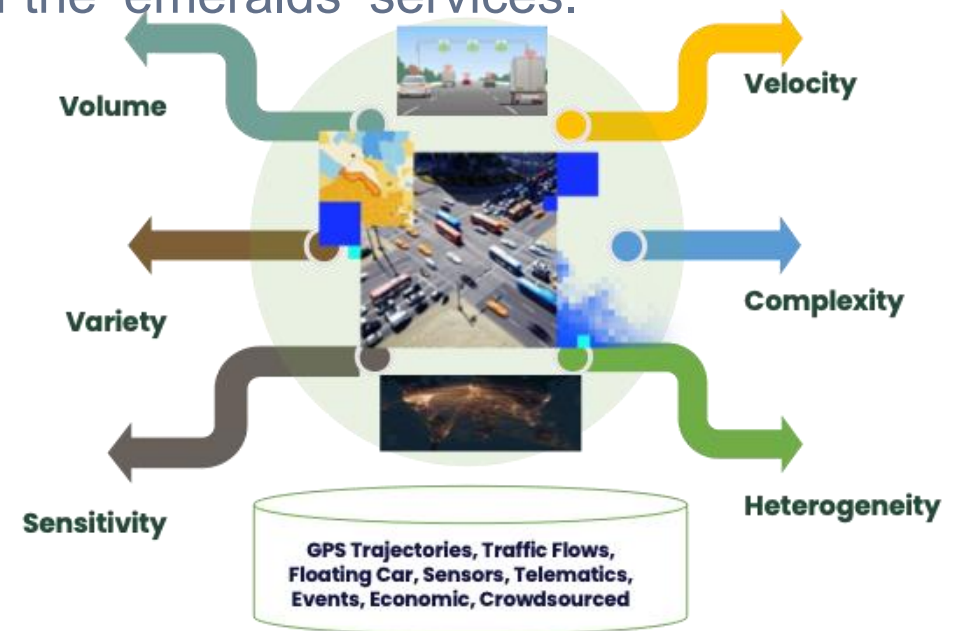 the 'emeralds' services.
Volume
Velocity
Variety
Complexity
Sensitivity
Heterogeneity
GPS Trajectories, Traffic Flows,
Floating Car, Sensors, Telematics,
Events, Economic, Crowdsourced